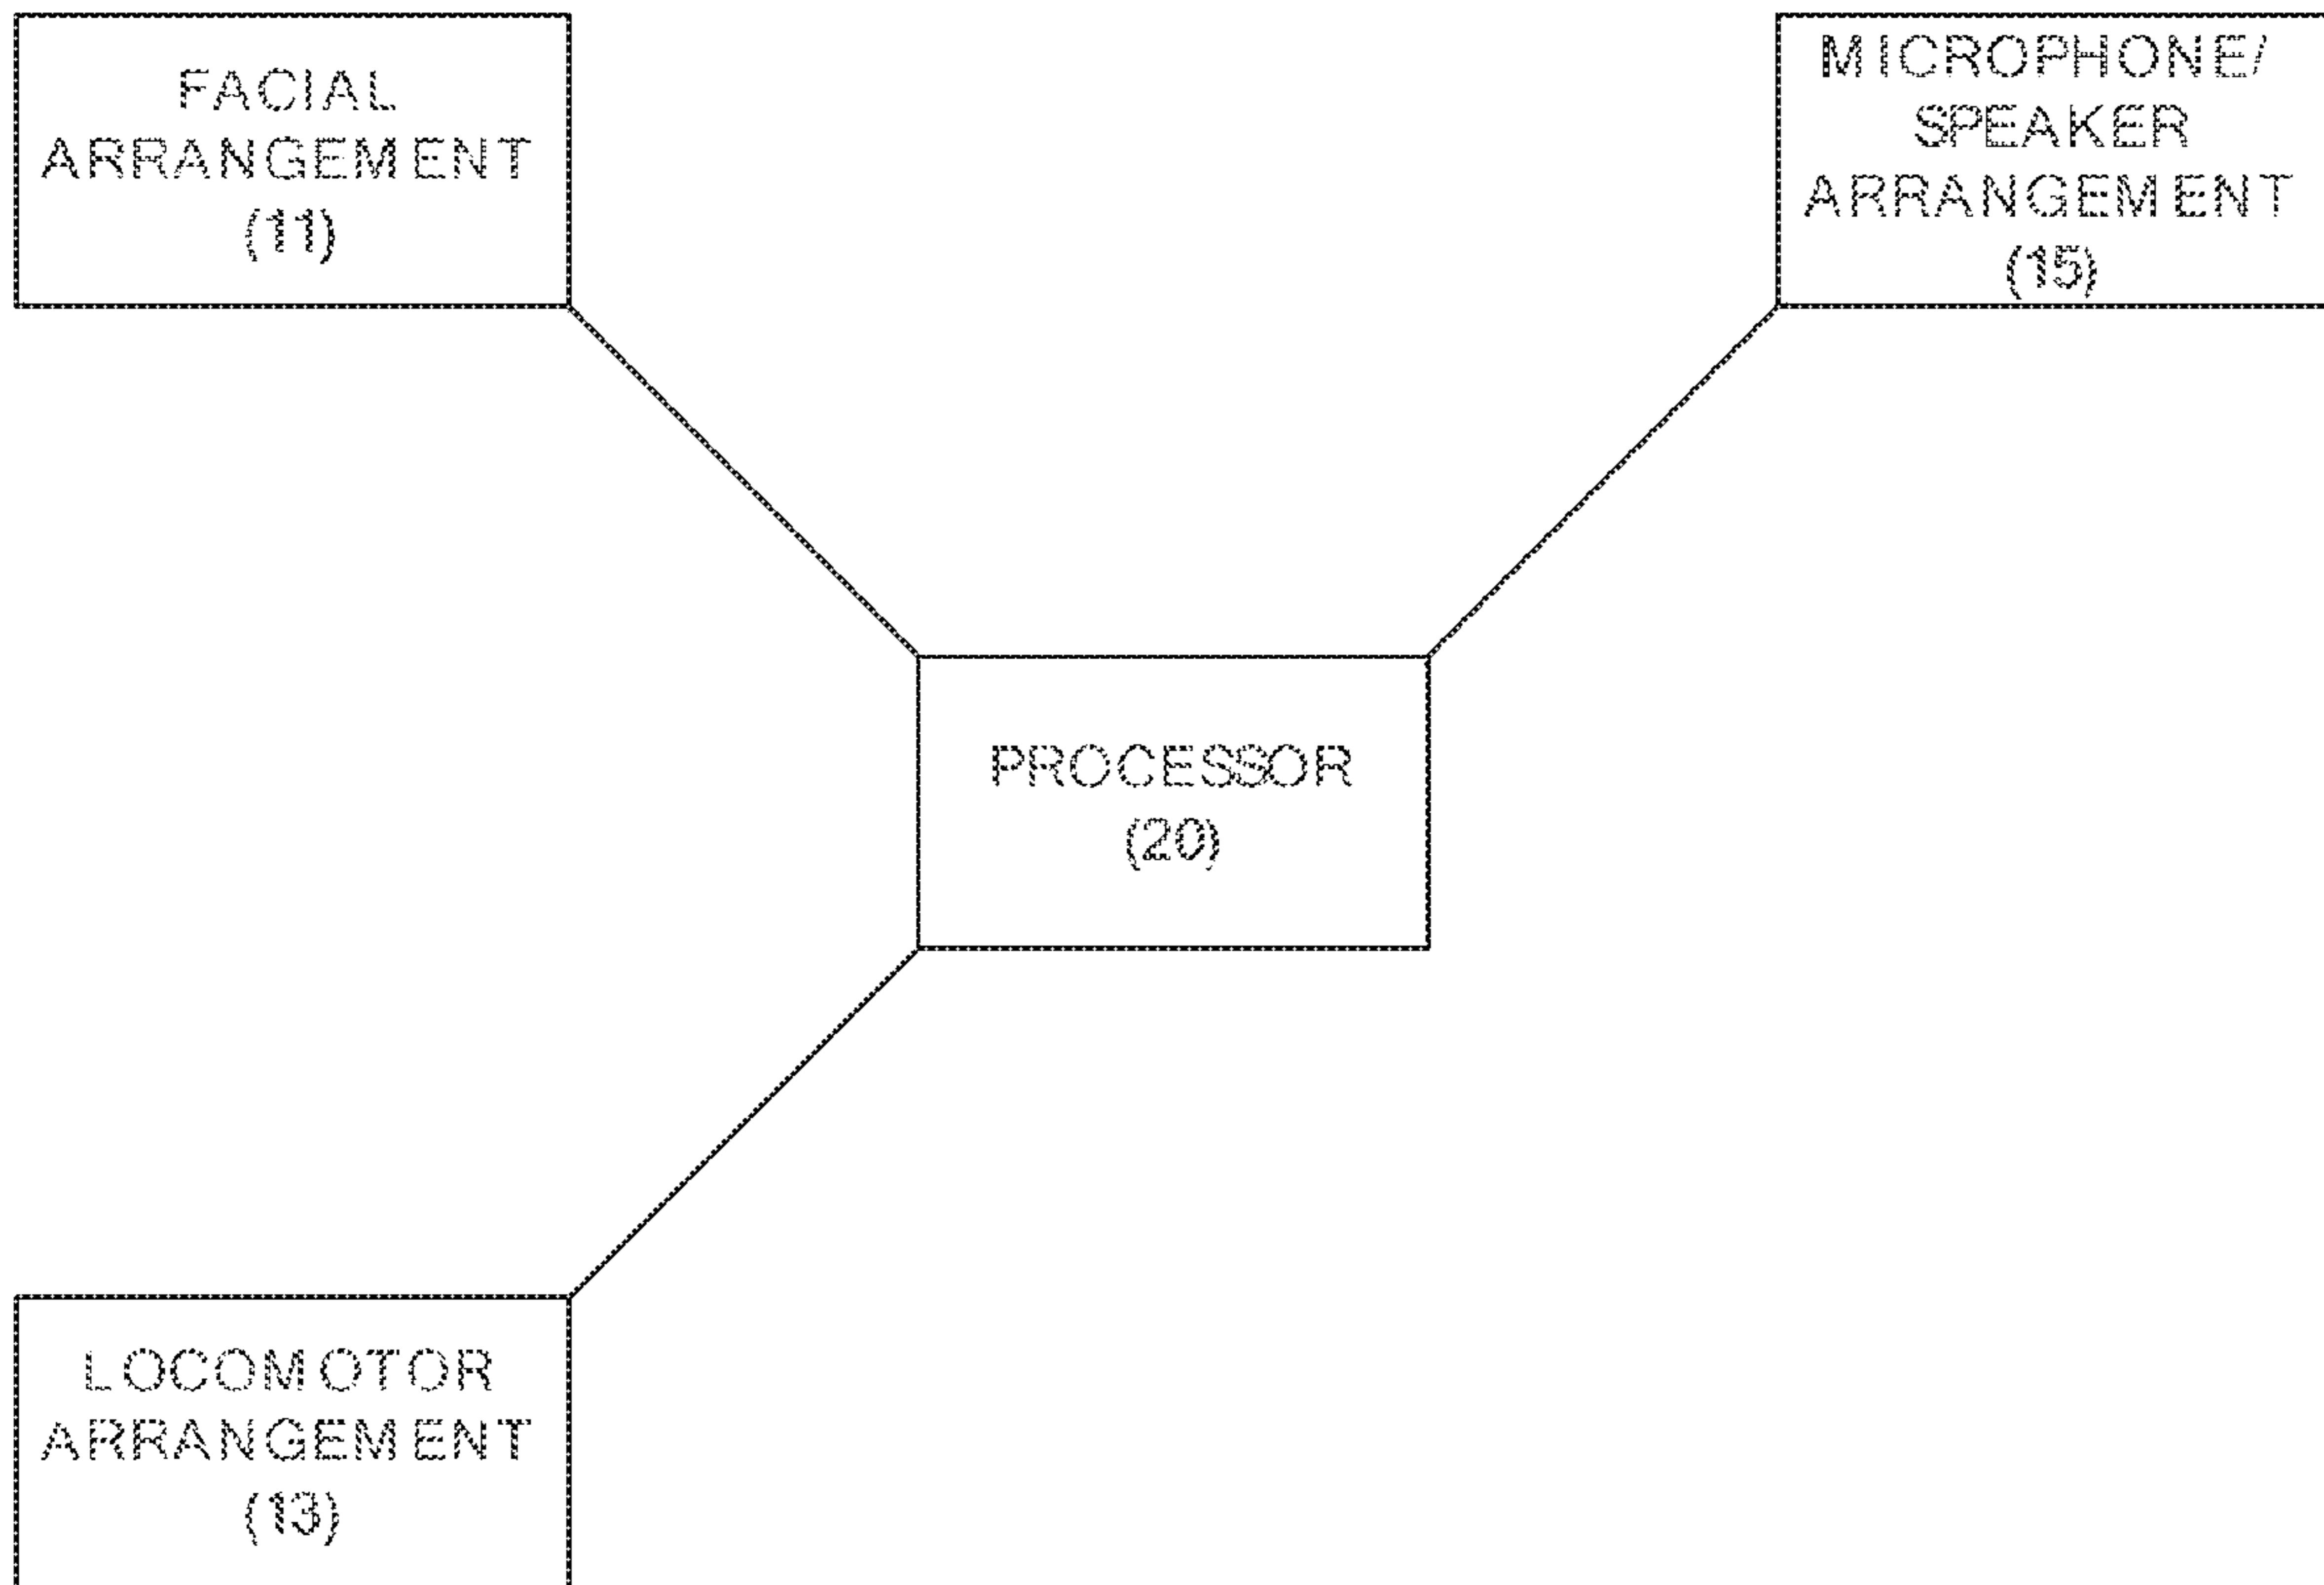 FACIAL
ARRANGEMENT
(11)
MICROPHONE/
SPEAKER
ARRANGEMENT
(15)
PROCESSOR
(20)
LOCOMOTOR
ARRANGEMENT
(13)